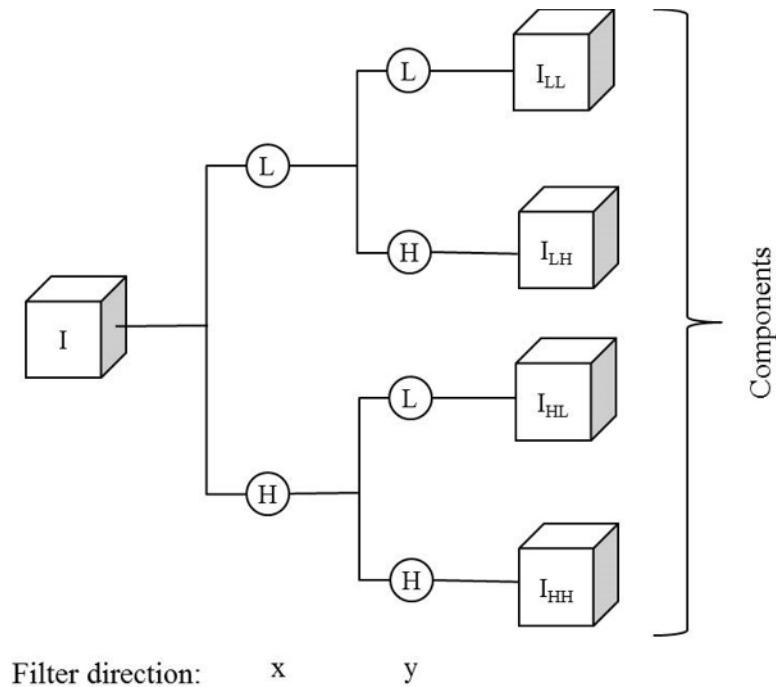 L
I_LL
L
H
I_LH
I
Components
L
I_HL
H
H
I_HH
Filter direction: x y